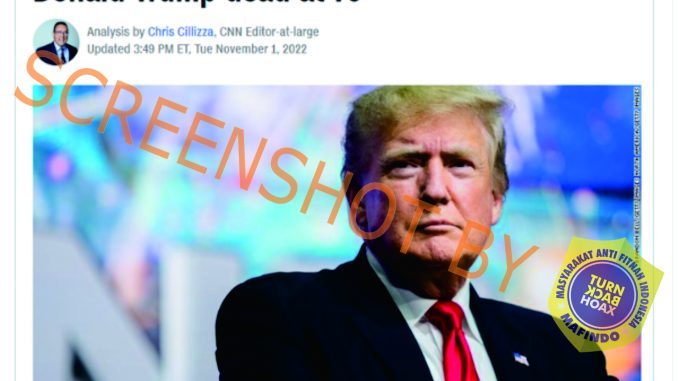 Donald Trump dead at 76
Analysis by Chris Cillizza, CNN Editor-at-large
Updated 3:49 PM ET, Tue November 1, 2022
SCREENSHOT BY
MASYARAKAT ANTI FITNAH INDONESIA
TURN
BACK
HOAX
MAFINDO